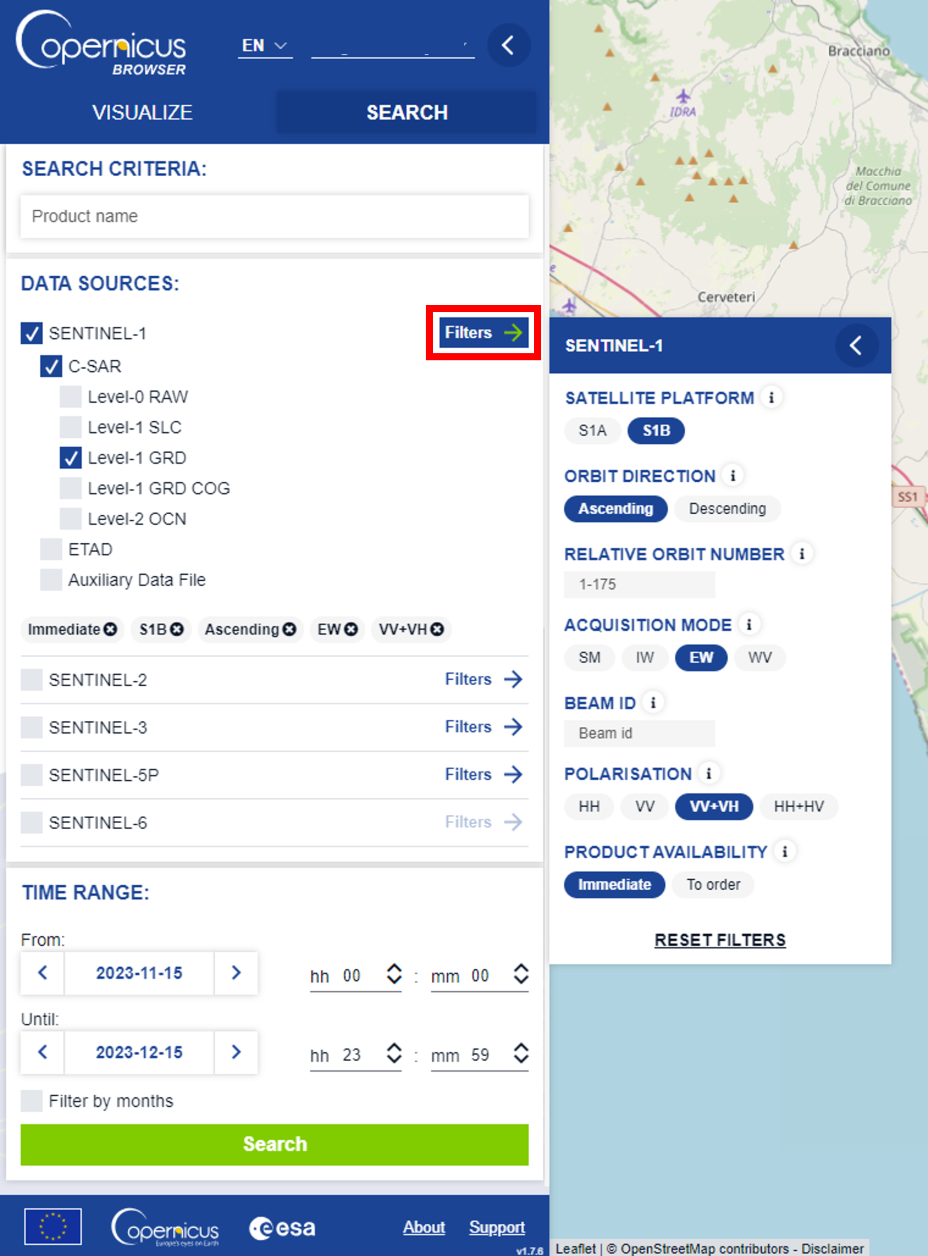 Copernicus
BROWSER
EN
VISUALIZE
SEARCH
SEARCH CRITERIA:
Product name
DATA SOURCES:
SENTINEL-1
Filters
C-SAR
Level-0 RAW
Level-1 SLC
Level-1 GRD
Level-1 GRD COG
Level-2 OCN
ETAD
Auxiliary Data File
Immediate S1B Ascending EW VV+VH
SENTINEL-2 Filters
SENTINEL-3 Filters
SENTINEL-5P Filters
SENTINEL-6 Filters
TIME RANGE:
From:
2023-11-15 hh 00 : mm 00
Until:
2023-12-15 hh 23 : mm 59
Filter by months
Search
Copernicus
Europe's eyes on Earth
esa
About Support
v1.7.6
Bracciano
IDRA
Macchia
del Comune
di Bracciano
Cerveteri
SS1
SENTINEL-1
SATELLITE PLATFORM i
S1A S1B
ORBIT DIRECTION i
Ascending Descending
RELATIVE ORBIT NUMBER i
1-175
ACQUISITION MODE i
SM IW EW WV
BEAM ID i
Beam id
POLARISATION i
HH VV VV+VH HH+HV
PRODUCT AVAILABILITY i
Immediate To order
RESET FILTERS
Leaflet | © OpenStreetMap contributors - Disclaimer